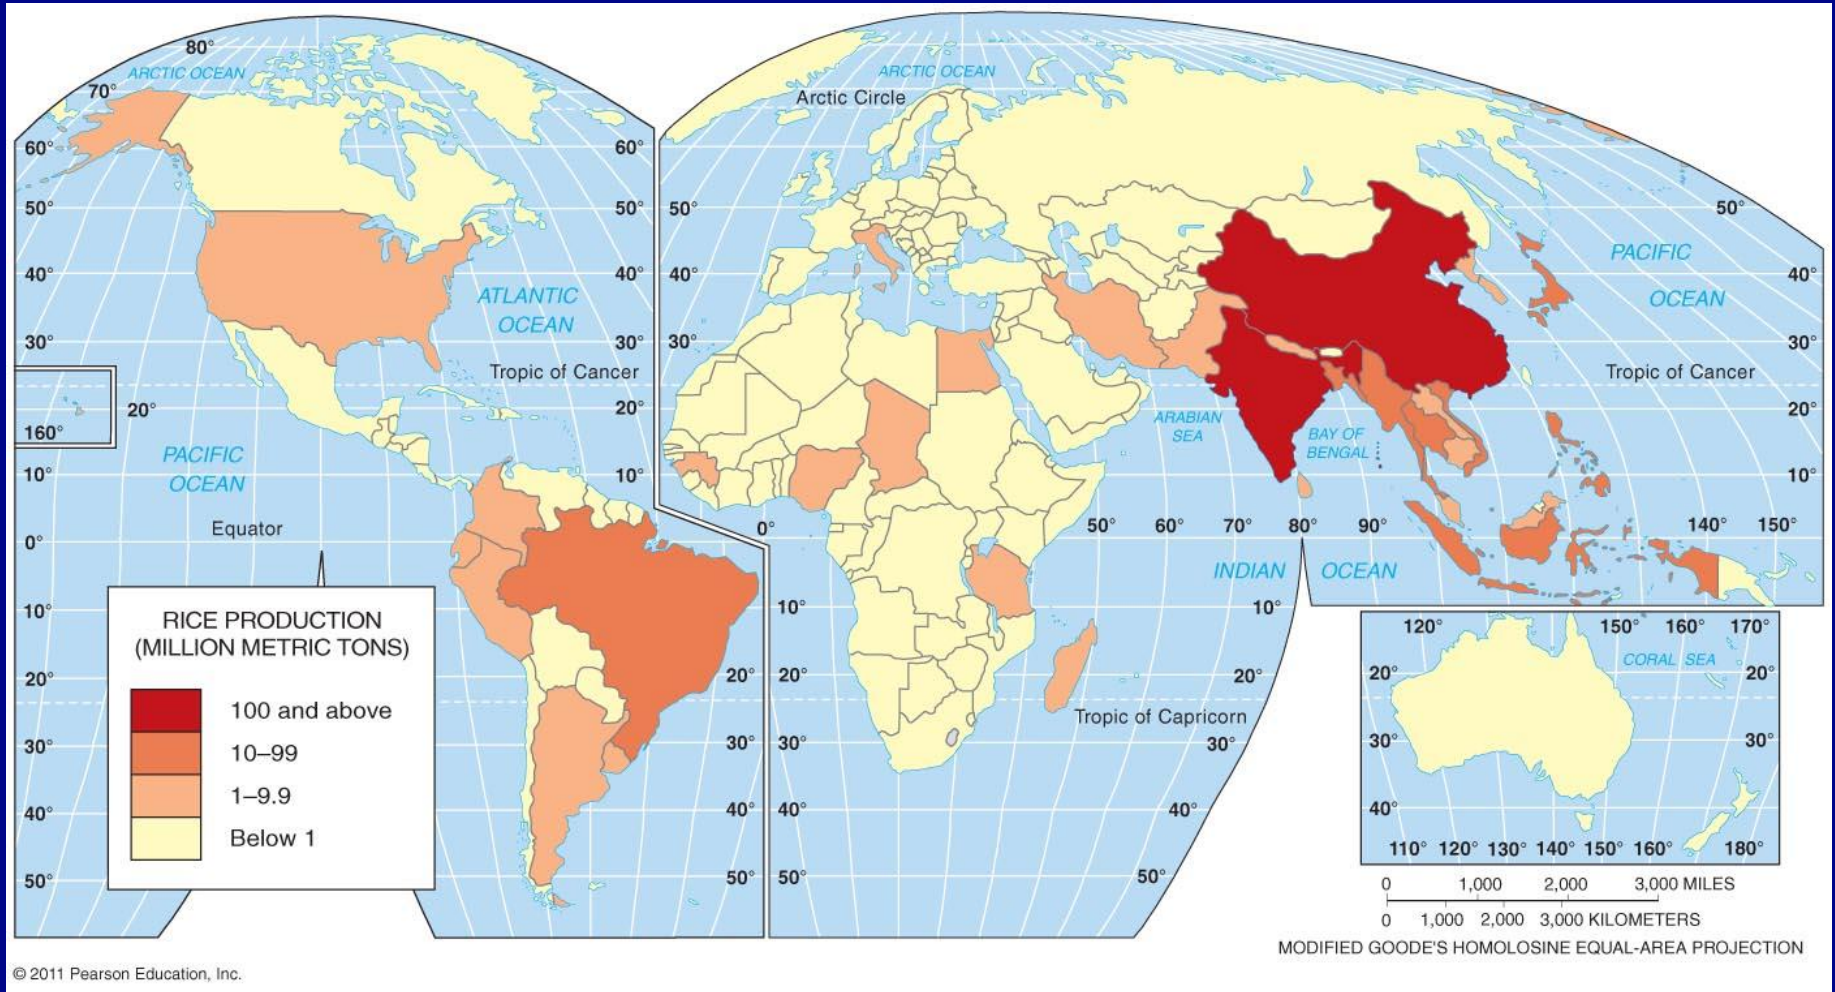 80°
ARCTIC OCEAN
70°
60°
60°
50°
50°
40°
40°
ATLANTIC
OCEAN
30°
30°
Tropic of Cancer
20°
20°
160°
PACIFIC
OCEAN
10°
10°
Equator
0°
0°
10°
20°
20°
30°
30°
40°
40°
50°
50°
RICE PRODUCTION
(MILLION METRIC TONS)
100 and above
10–99
1–9.9
Below 1
ARCTIC OCEAN
Arctic Circle
50°
50°
PACIFIC
OCEAN
40°
40°
30°
30°
Tropic of Cancer
20°
ARABIAN
SEA
BAY OF
BENGAL
10°
50°
60°
70°
80°
90°
140°
150°
INDIAN
OCEAN
10°
10°
20°
20°
Tropic of Capricorn
30°
30°
40°
40°
50°
50°
120°
150°
160°
170°
CORAL SEA
20°
20°
30°
30°
40°
110°
120°
130°
140°
150°
160°
180°
0
1,000
2,000
3,000 MILES
0
1,000
2,000
3,000 KILOMETERS
MODIFIED GOODE'S HOMOLOSINE EQUAL-AREA PROJECTION
© 2011 Pearson Education, Inc.